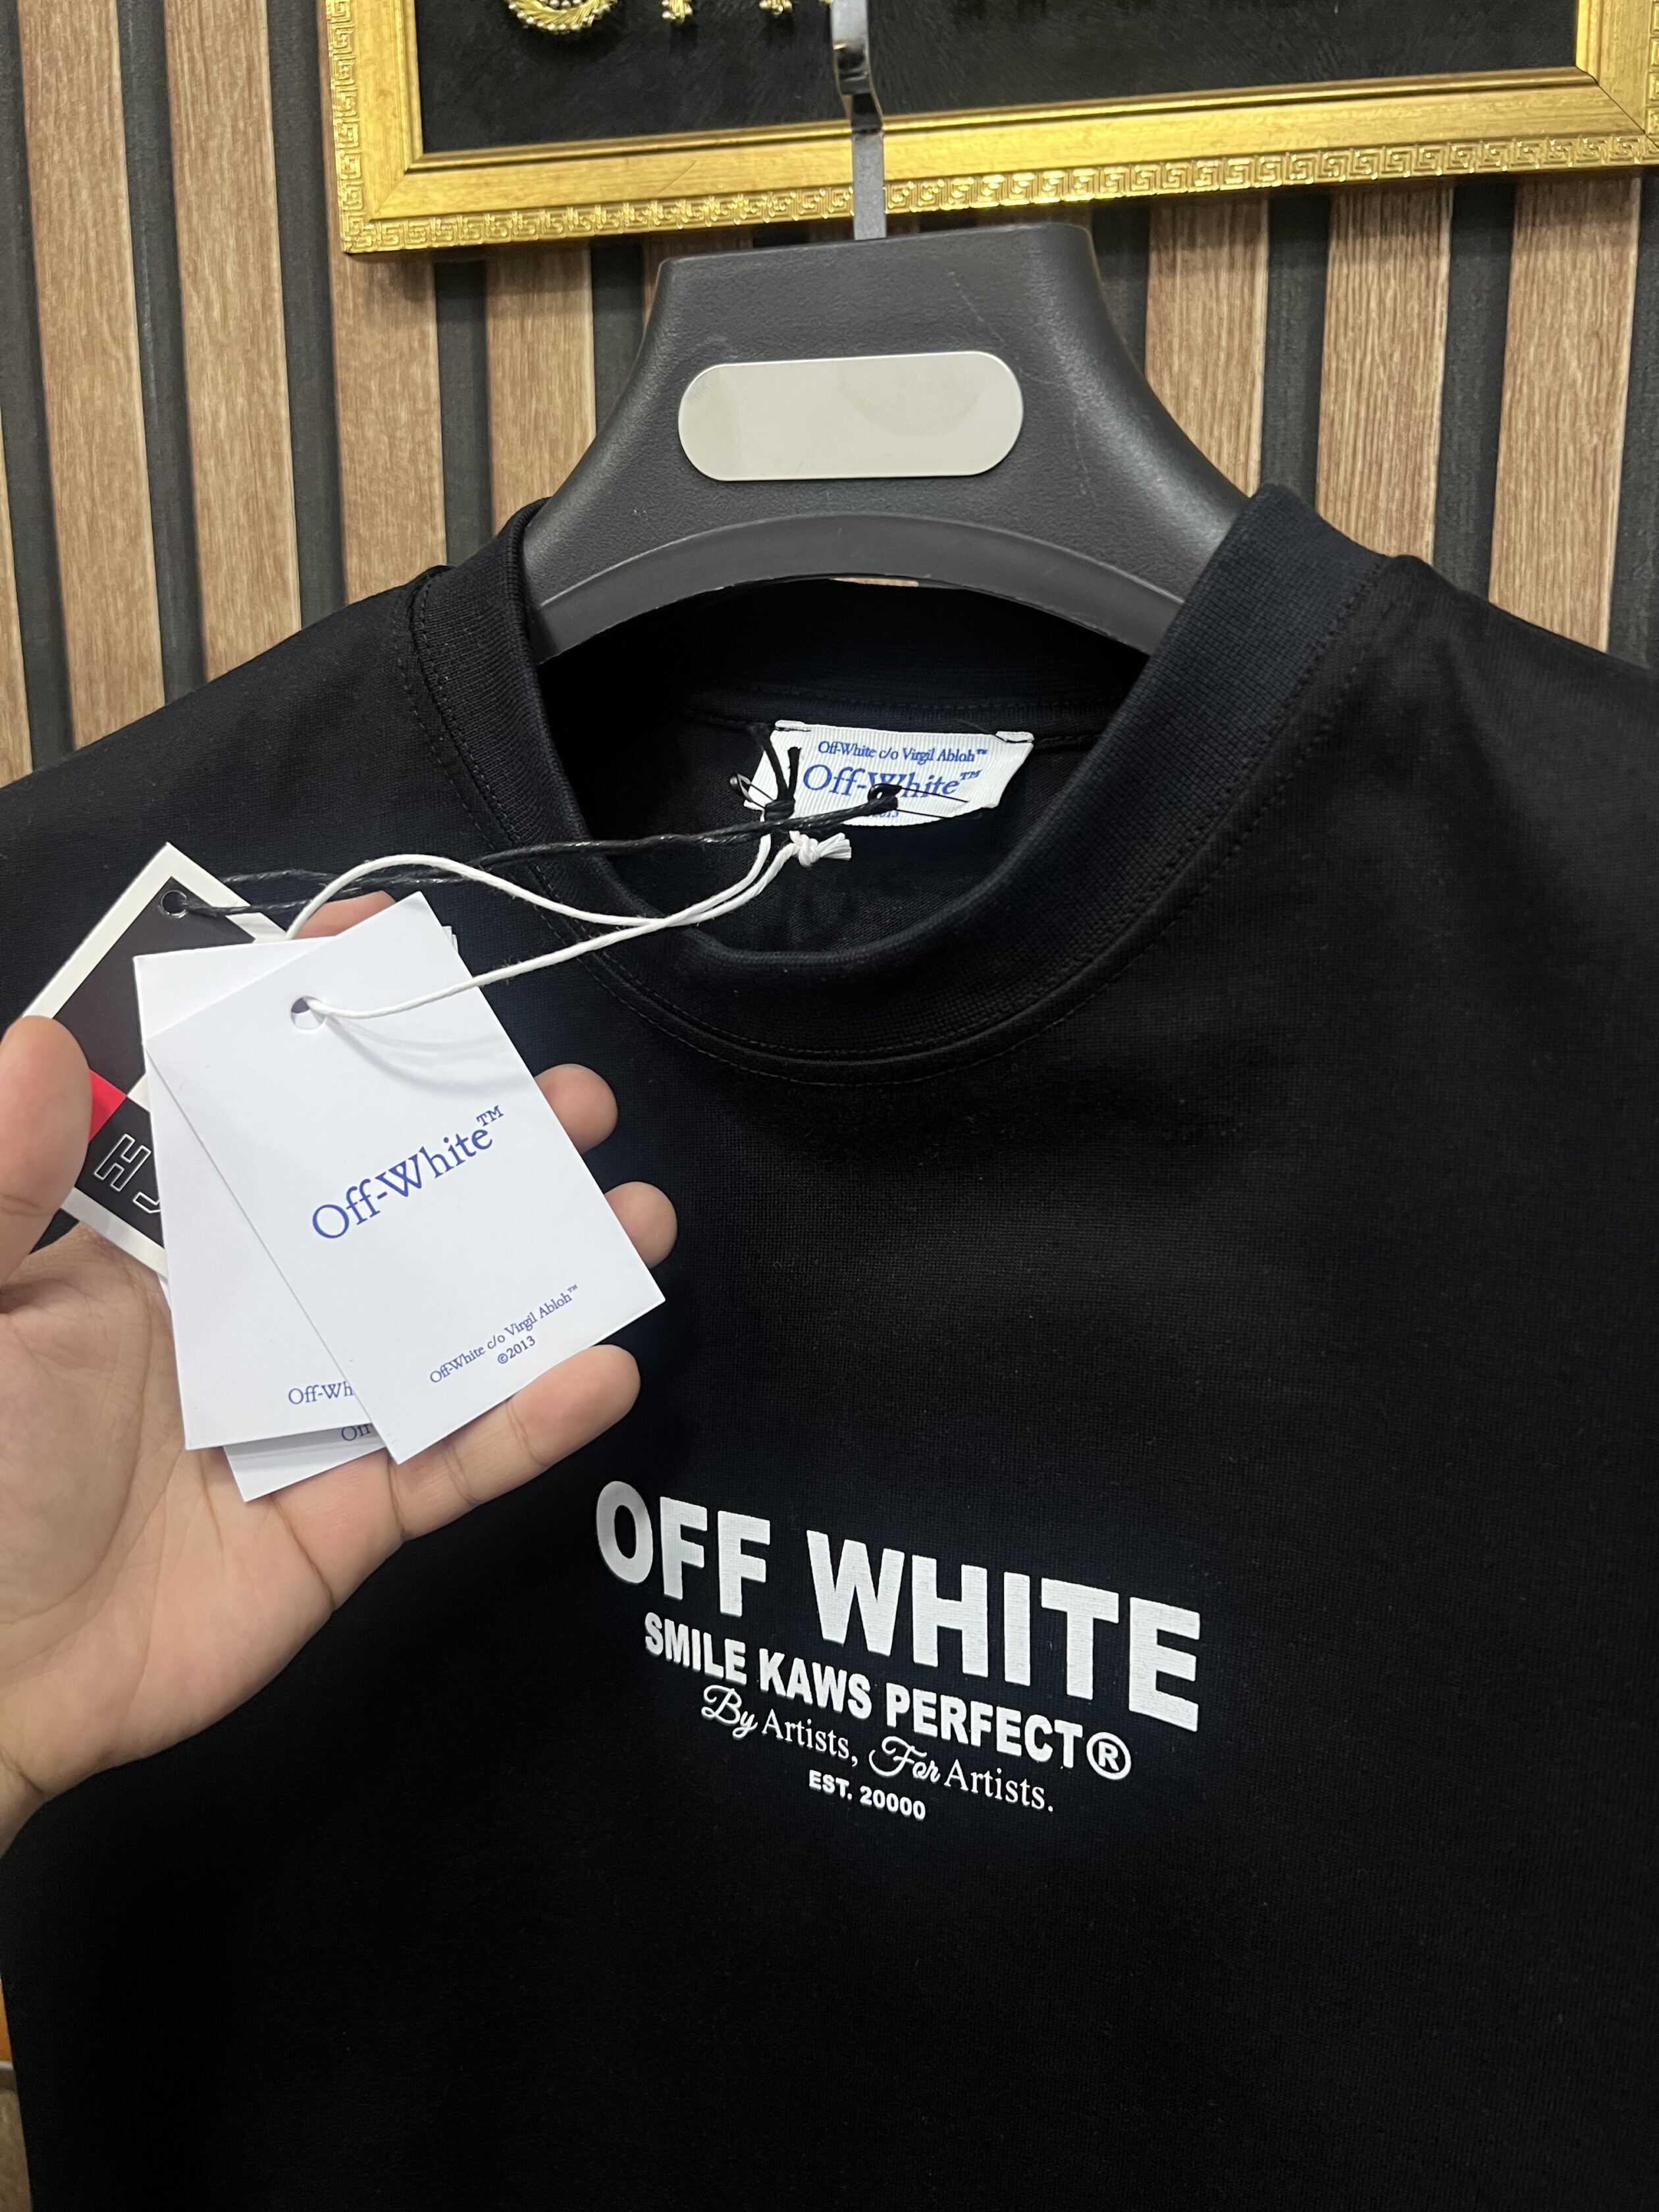 Off-White c/o Virgil Abloh™
Off-White™
Off-White™
Off-White c/o Virgil Abloh™
©2013
OFF WHITE
SMILE KAWS PERFECT®
By Artists, For Artists.
EST. 20000